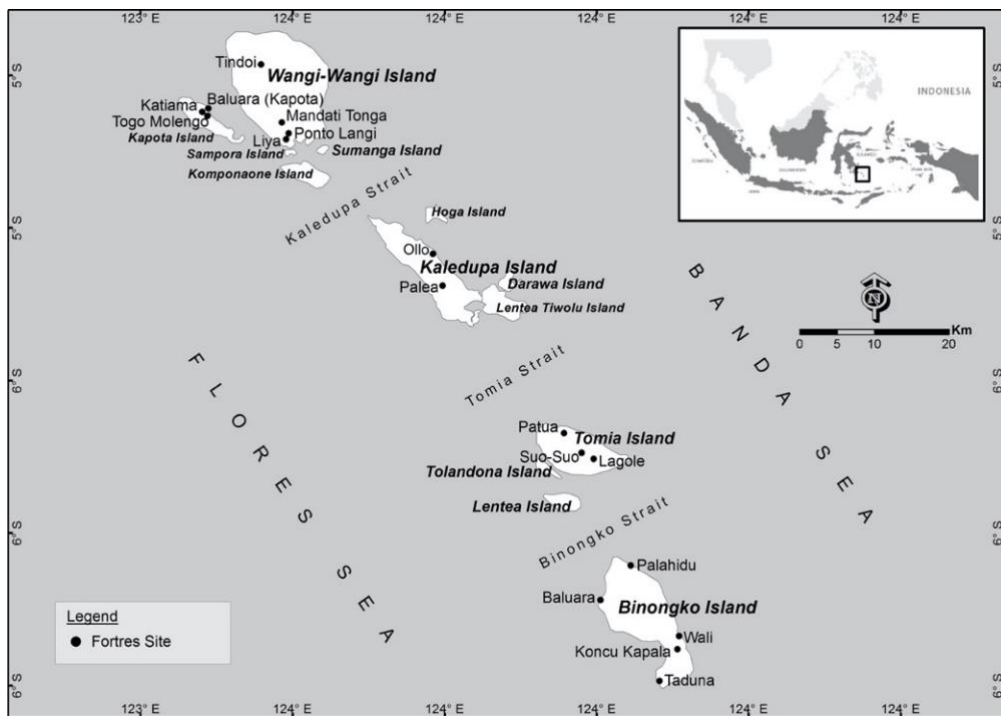 123° E
124° E
124° E
124° E
124° E
124° E
5° S
5° S
5° S
5° S
6° S
6° S
6° S
6° S
6° S
6° S
Tindoi
Wangi-Wangi Island
Katiama
Baluara (Kapota)
Togo Molengo
Mandati Tonga
Kapota Island
Ponto Langi
Liya
Sampora Island
Sumanga Island
Komponaone Island
Kaledupa Strait
Hoga Island
Ollo
Kaledupa Island
Palea
Darawa Island
Lentea Tiwolu Island
INDONESIA
BANDA SEA
N
Km
0 5 10 20
FLORES SEA
Tomia Strait
Patua
Tomia Island
Suo-Suo
Lagole
Tolandona Island
Lentea Island
Binongko Strait
Palahidu
Baluara
Binongko Island
Wali
Koncu Kapala
Taduna
Legend
Fortres Site
123° E
124° E
124° E
124° E
124° E
124° E